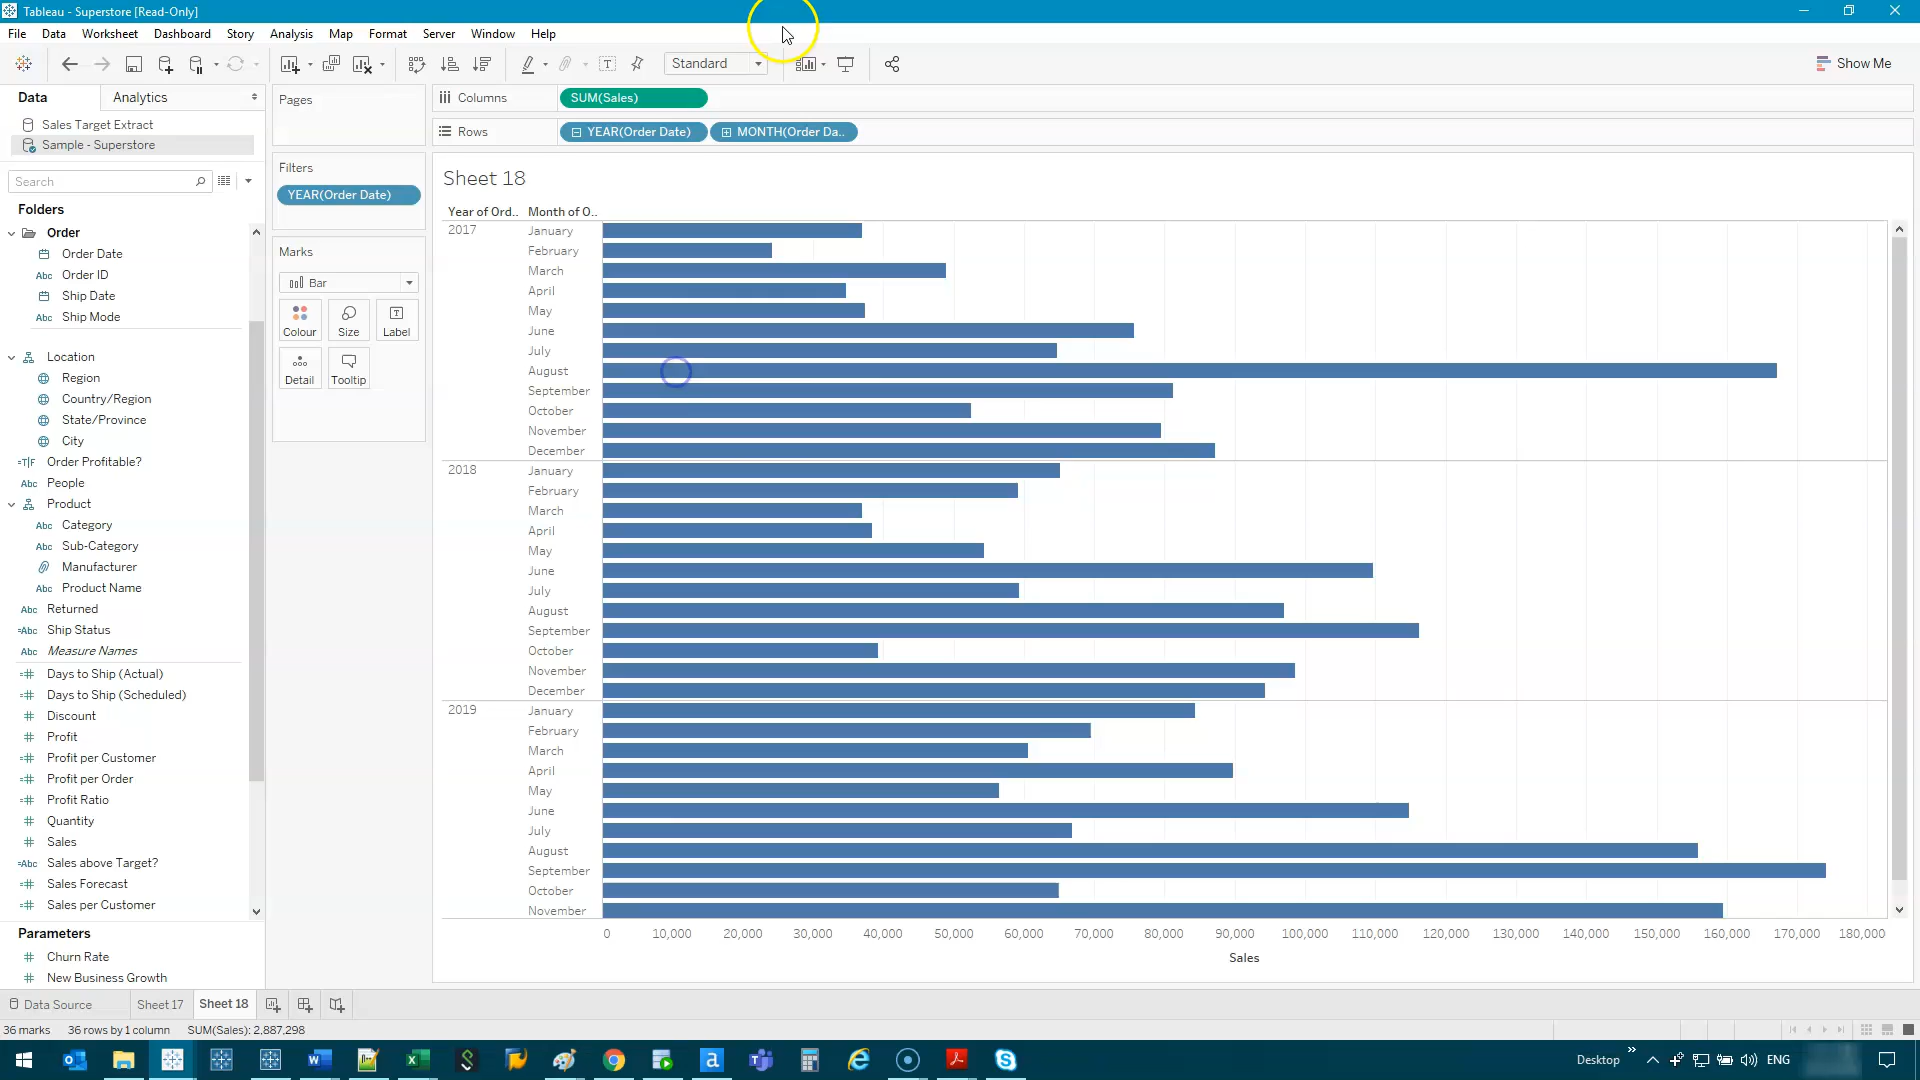 Tableau - Superstore [Read-Only]
File Data Worksheet Dashboard Story Analysis Map Format Server Window Help
Standard
Show Me
Data Analytics
Sales Target Extract
Sample - Superstore
Search
Folders
Order
Order Date
Abc Order ID
Ship Date
Abc Ship Mode
Location
Region
Country/Region
State/Province
City
=T|F Order Profitable?
Abc People
Product
Abc Category
Abc Sub-Category
Manufacturer
Abc Product Name
Abc Returned
=Abc Ship Status
Abc Measure Names
=# Days to Ship (Actual)
=# Days to Ship (Scheduled)
# Discount
# Profit
=# Profit per Customer
=# Profit per Order
=# Profit Ratio
# Quantity
# Sales
=Abc Sales above Target?
=# Sales Forecast
=# Sales per Customer
Parameters
# Churn Rate
# New Business Growth
Pages
Filters
YEAR(Order Date)
Marks
Bar
Colour Size Label
Detail Tooltip
Columns SUM(Sales)
Rows YEAR(Order Date) MONTH(Order Da..
Sheet 18
Year of Ord.. Month of O..
2017 January
February
March
April
May
June
July
August
September
October
November
December
2018 January
February
March
April
May
June
July
August
September
October
November
December
2019 January
February
March
April
May
June
July
August
September
October
November
0 10,000 20,000 30,000 40,000 50,000 60,000 70,000 80,000 90,000 100,000 110,000 120,000 130,000 140,000 150,000 160,000 170,000 180,000
Sales
Data Source Sheet 17 Sheet 18
36 marks 36 rows by 1 column SUM(Sales): 2,887,298
Desktop ENG